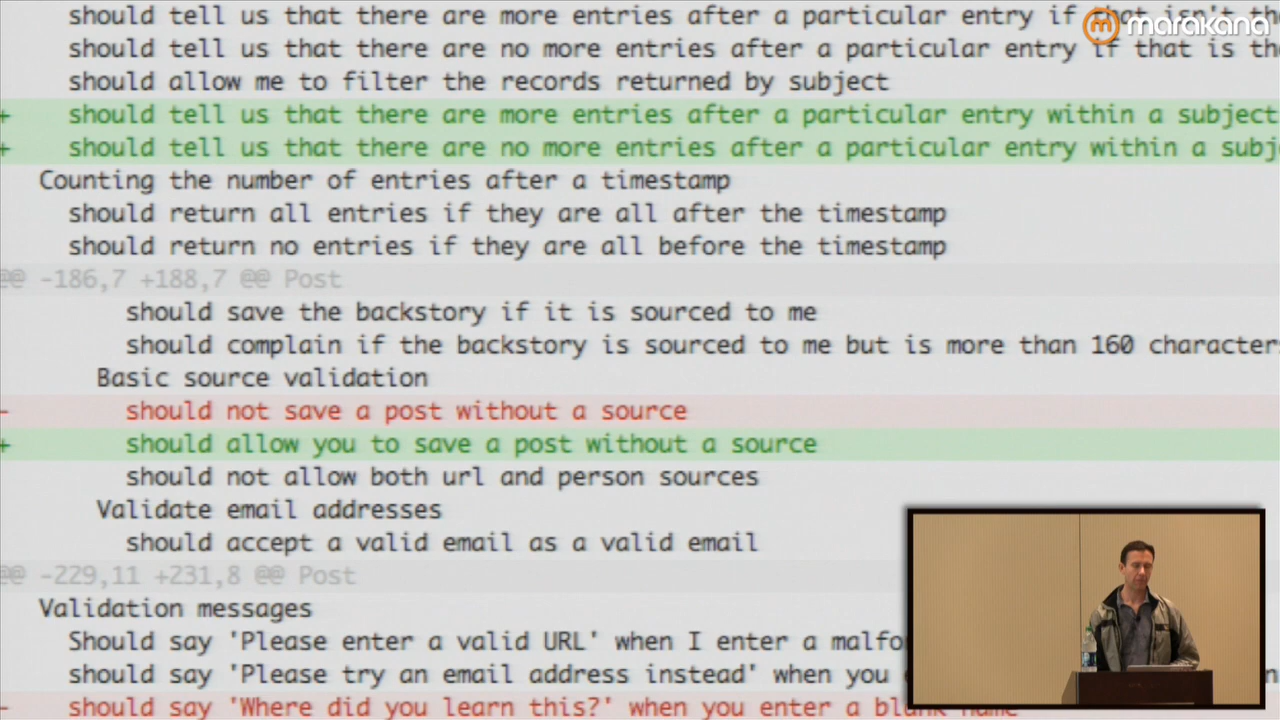 should tell us that there are more entries after a particular entry if that isn't
marakana
should tell us that there are no more entries after a particular entry if that is
should allow me to filter the records returned by subject
+ should tell us that there are more entries after a particular entry within a subject
+ should tell us that there are no more entries after a particular entry within a
Counting the number of entries after a timestamp
should return all entries if they are all after the timestamp
should return no entries if they are all before the timestamp
@@ -186,7 +188,7 @@ Post
should save the backstory if it is sourced to me
should complain if the backstory is sourced to me but is more than 160 characters
Basic source validation
- should not save a post without a source
+ should allow you to save a post without a source
should not allow both url and person sources
Validate email addresses
should accept a valid email as a valid email
@@ -229,11 +231,8 @@ Post
Validation messages
Should say 'Please enter a valid URL' when I enter a
should say 'Please try an email address instead' when you
- should say 'Where did you learn this?' when you enter a blank name